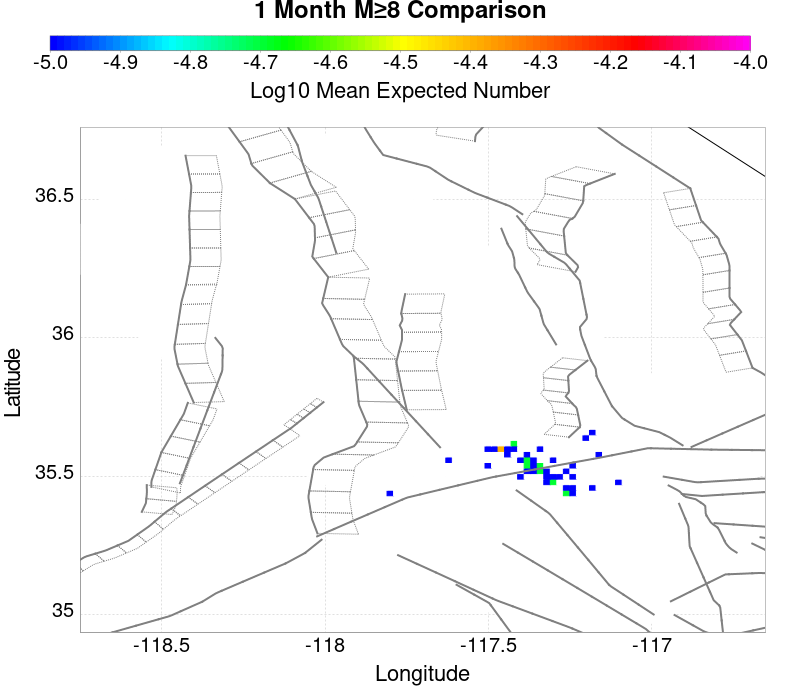 1 Month M≥8 Comparison
-5.0 -4.9 -4.8 -4.7 -4.6 -4.5 -4.4 -4.3 -4.2 -4.1 -4.0
Log10 Mean Expected Number
36.5
36
35.5
35
Latitude
-118.5 -118 -117.5 -117
Longitude